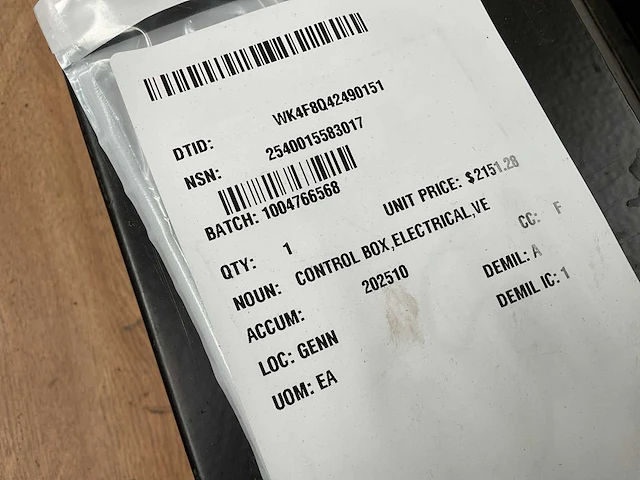 DTID: WK4F8Q42490151
NSN: 2540015583017
BATCH: 1004766568
QTY: 1 UNIT PRICE: $2151.28
NOUN: CONTROL BOX,ELECTRICAL,VE CC: F
ACCUM: 202510 DEMIL: A
LOC: GENN DEMIL IC: 1
UOM: EA